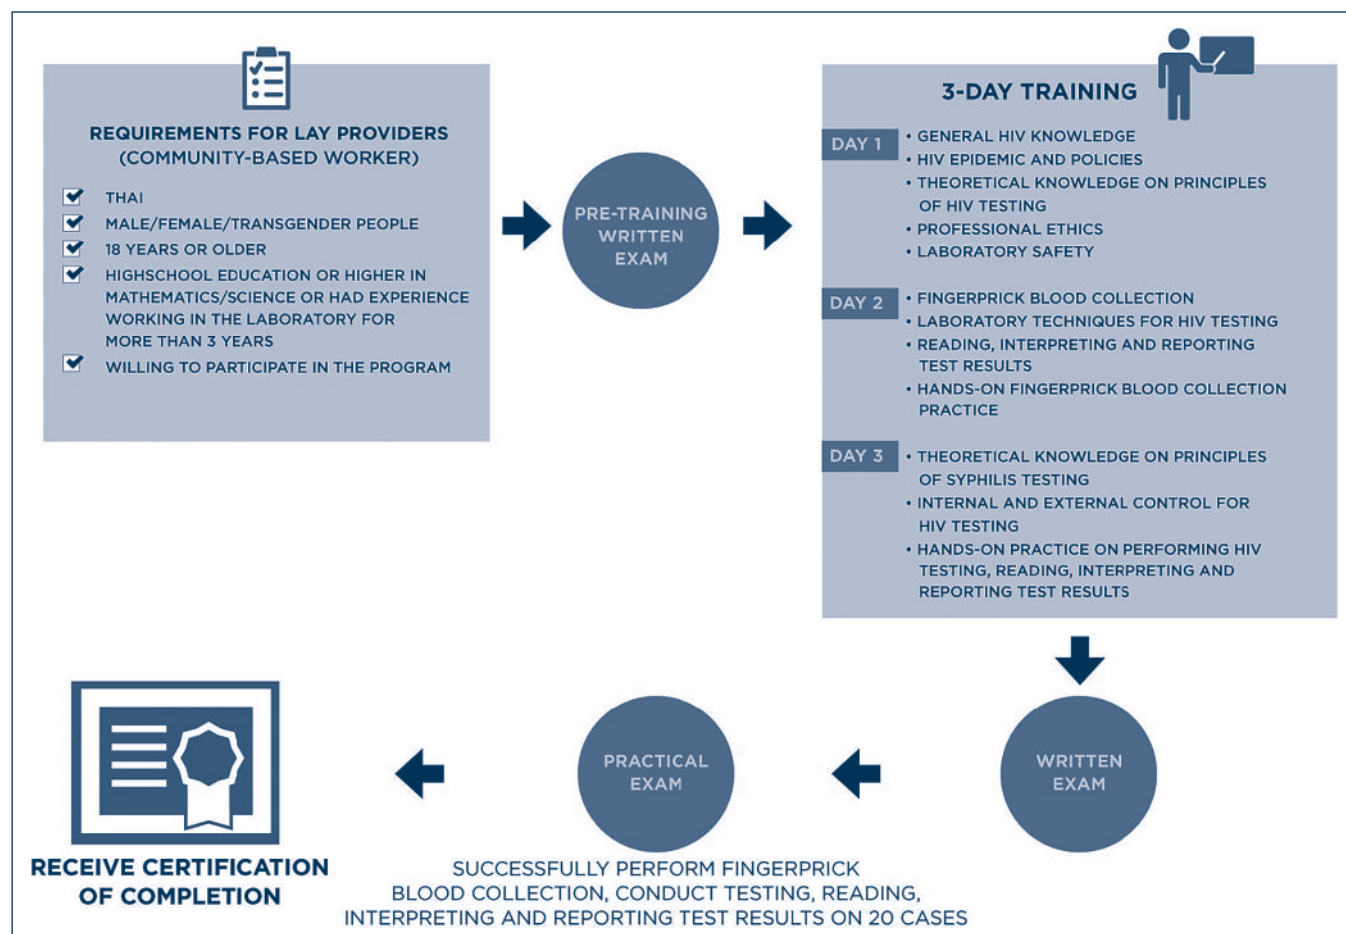 REQUIREMENTS FOR LAY PROVIDERS
(COMMUNITY-BASED WORKER)
THAI
MALE/FEMALE/TRANSGENDER PEOPLE
18 YEARS OR OLDER
HIGHSCHOOL EDUCATION OR HIGHER IN
MATHEMATICS/SCIENCE OR HAD EXPERIENCE
WORKING IN THE LABORATORY FOR
MORE THAN 3 YEARS
WILLING TO PARTICIPATE IN THE PROGRAM
PRE-TRAINING
WRITTEN
EXAM
3-DAY TRAINING
DAY 1
• GENERAL HIV KNOWLEDGE
• HIV EPIDEMIC AND POLICIES
• THEORETICAL KNOWLEDGE ON PRINCIPLES
OF HIV TESTING
• PROFESSIONAL ETHICS
• LABORATORY SAFETY
DAY 2
• FINGERPRICK BLOOD COLLECTION
• LABORATORY TECHNIQUES FOR HIV TESTING
• READING, INTERPRETING AND REPORTING
TEST RESULTS
• HANDS-ON FINGERPRICK BLOOD COLLECTION
PRACTICE
DAY 3
• THEORETICAL KNOWLEDGE ON PRINCIPLES
OF SYPHILIS TESTING
• INTERNAL AND EXTERNAL CONTROL FOR
HIV TESTING
• HANDS-ON PRACTICE ON PERFORMING HIV
TESTING, READING, INTERPRETING AND
REPORTING TEST RESULTS
WRITTEN
EXAM
PRACTICAL
EXAM
SUCCESSFULLY PERFORM FINGERPRICK
BLOOD COLLECTION, CONDUCT TESTING, READING,
INTERPRETING AND REPORTING TEST RESULTS ON 20 CASES
RECEIVE CERTIFICATION
OF COMPLETION